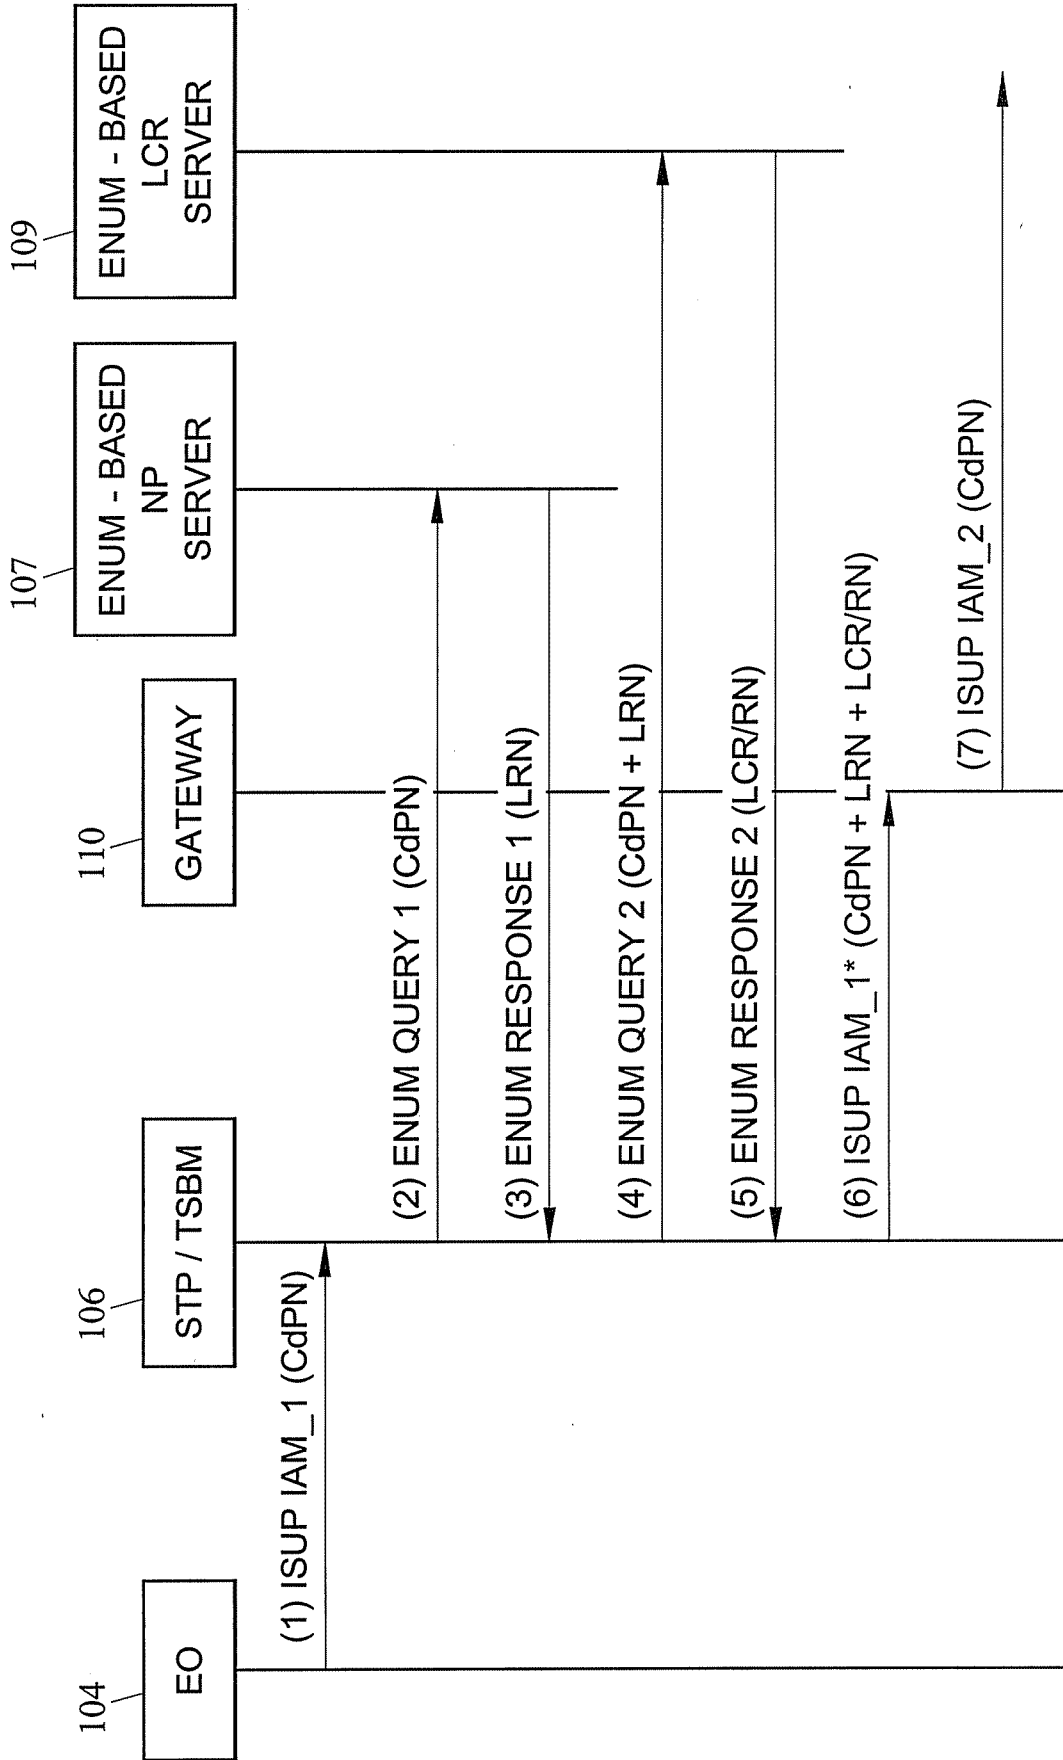 104
EO
106
STP / TSBM
110
GATEWAY
107
ENUM - BASED
NP
SERVER
109
ENUM - BASED
LCR
SERVER
(1) ISUP IAM_1 (CdPN)
(2) ENUM QUERY 1 (CdPN)
(3) ENUM RESPONSE 1 (LRN)
(4) ENUM QUERY 2 (CdPN + LRN)
(5) ENUM RESPONSE 2 (LCR/RN)
(6) ISUP IAM_1* (CdPN + LRN + LCR/RN)
(7) ISUP IAM_2 (CdPN)